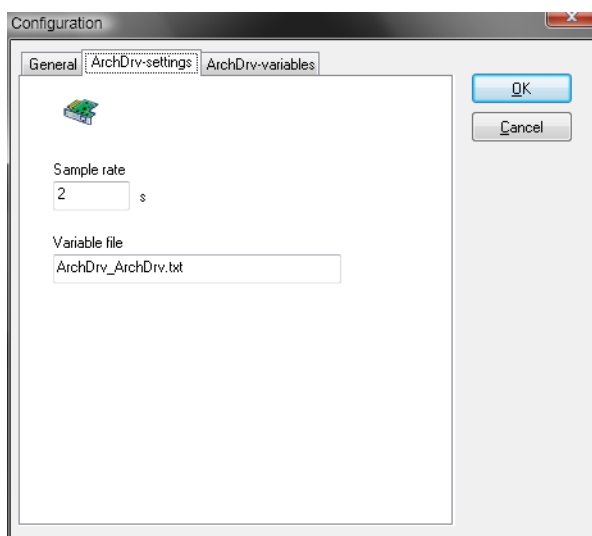 Configuration
General ArchDrv-settings ArchDrv-variables
OK
Cancel
Sample rate
2 s
Variable file
ArchDrv_ArchDrv.txt